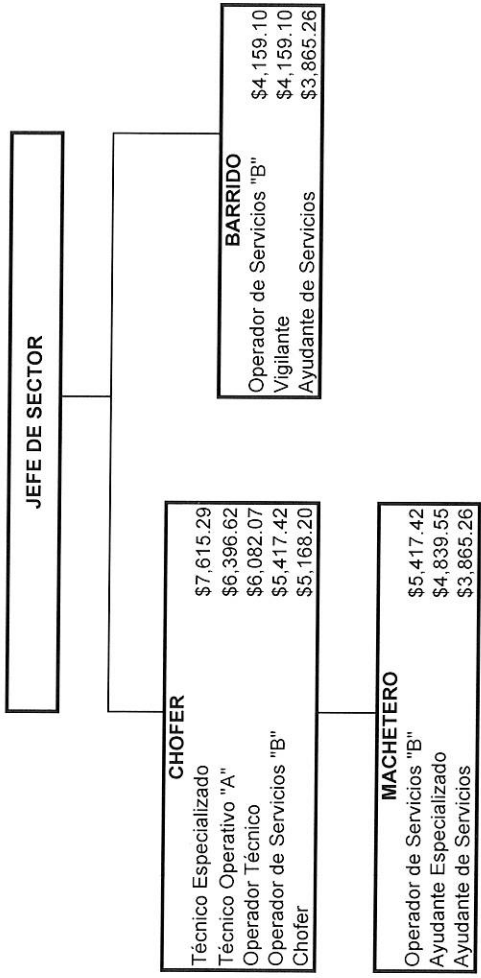 JEFE DE SECTOR
CHOFER
Técnico Especializado $7,615.29
Técnico Operativo "A" $6,396.62
Operador Técnico $6,082.07
Operador de Servicios "B" $5,417.42
Chofer $5,168.20
BARRIDO
Operador de Servicios "B" $4,159.10
Vigilante $4,159.10
Ayudante de Servicios $3,865.26
MACHETERO
Operador de Servicios "B" $5,417.42
Ayudante Especializado $4,839.55
Ayudante de Servicios $3,865.26